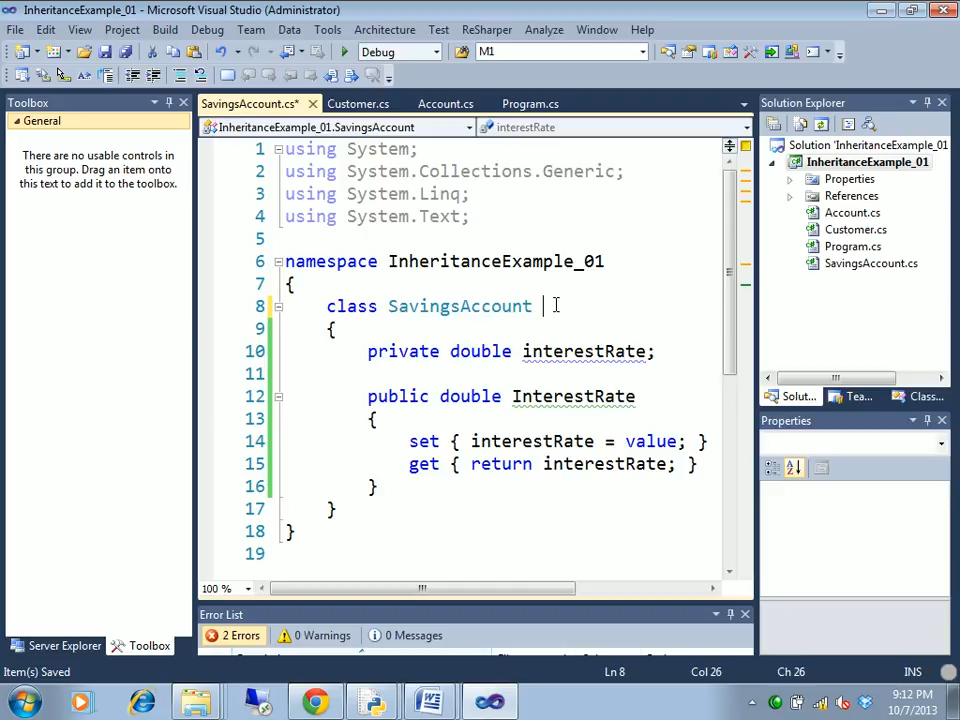 InheritanceExample_01 - Microsoft Visual Studio (Administrator)
File Edit View Project Build Debug Team Data Tools Architecture Test ReSharper Analyze Window Help
Debug M1
Toolbox
General
There are no usable controls in
this group. Drag an item onto
this text to add it to the toolbox.
Server Explorer Toolbox
SavingsAccount.cs* Customer.cs Account.cs Program.cs
InheritanceExample_01.SavingsAccount interestRate
1 using System;
2 using System.Collections.Generic;
3 using System.Linq;
4 using System.Text;
5
6 namespace InheritanceExample_01
7 {
8 class SavingsAccount
9 {
10 private double interestRate;
11
12 public double InterestRate
13 {
14 set { interestRate = value; }
15 get { return interestRate; }
16 }
17 }
18 }
19
100 %
Error List
2 Errors 0 Warnings 0 Messages
Solution Explorer
Solution 'InheritanceExample_01
InheritanceExample_01
Properties
References
Account.cs
Customer.cs
Program.cs
SavingsAccount.cs
Solut... Tea... Class...
Properties
Item(s) Saved Ln 8 Col 26 Ch 26 INS
9:12 PM
10/7/2013